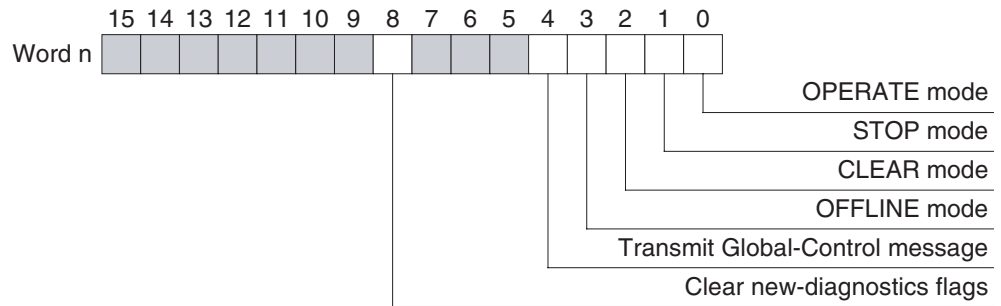 15 14 13 12 11 10 9 8 7 6 5 4 3 2 1 0
Word n
OPERATE mode
STOP mode
CLEAR mode
OFFLINE mode
Transmit Global-Control message
Clear new-diagnostics flags